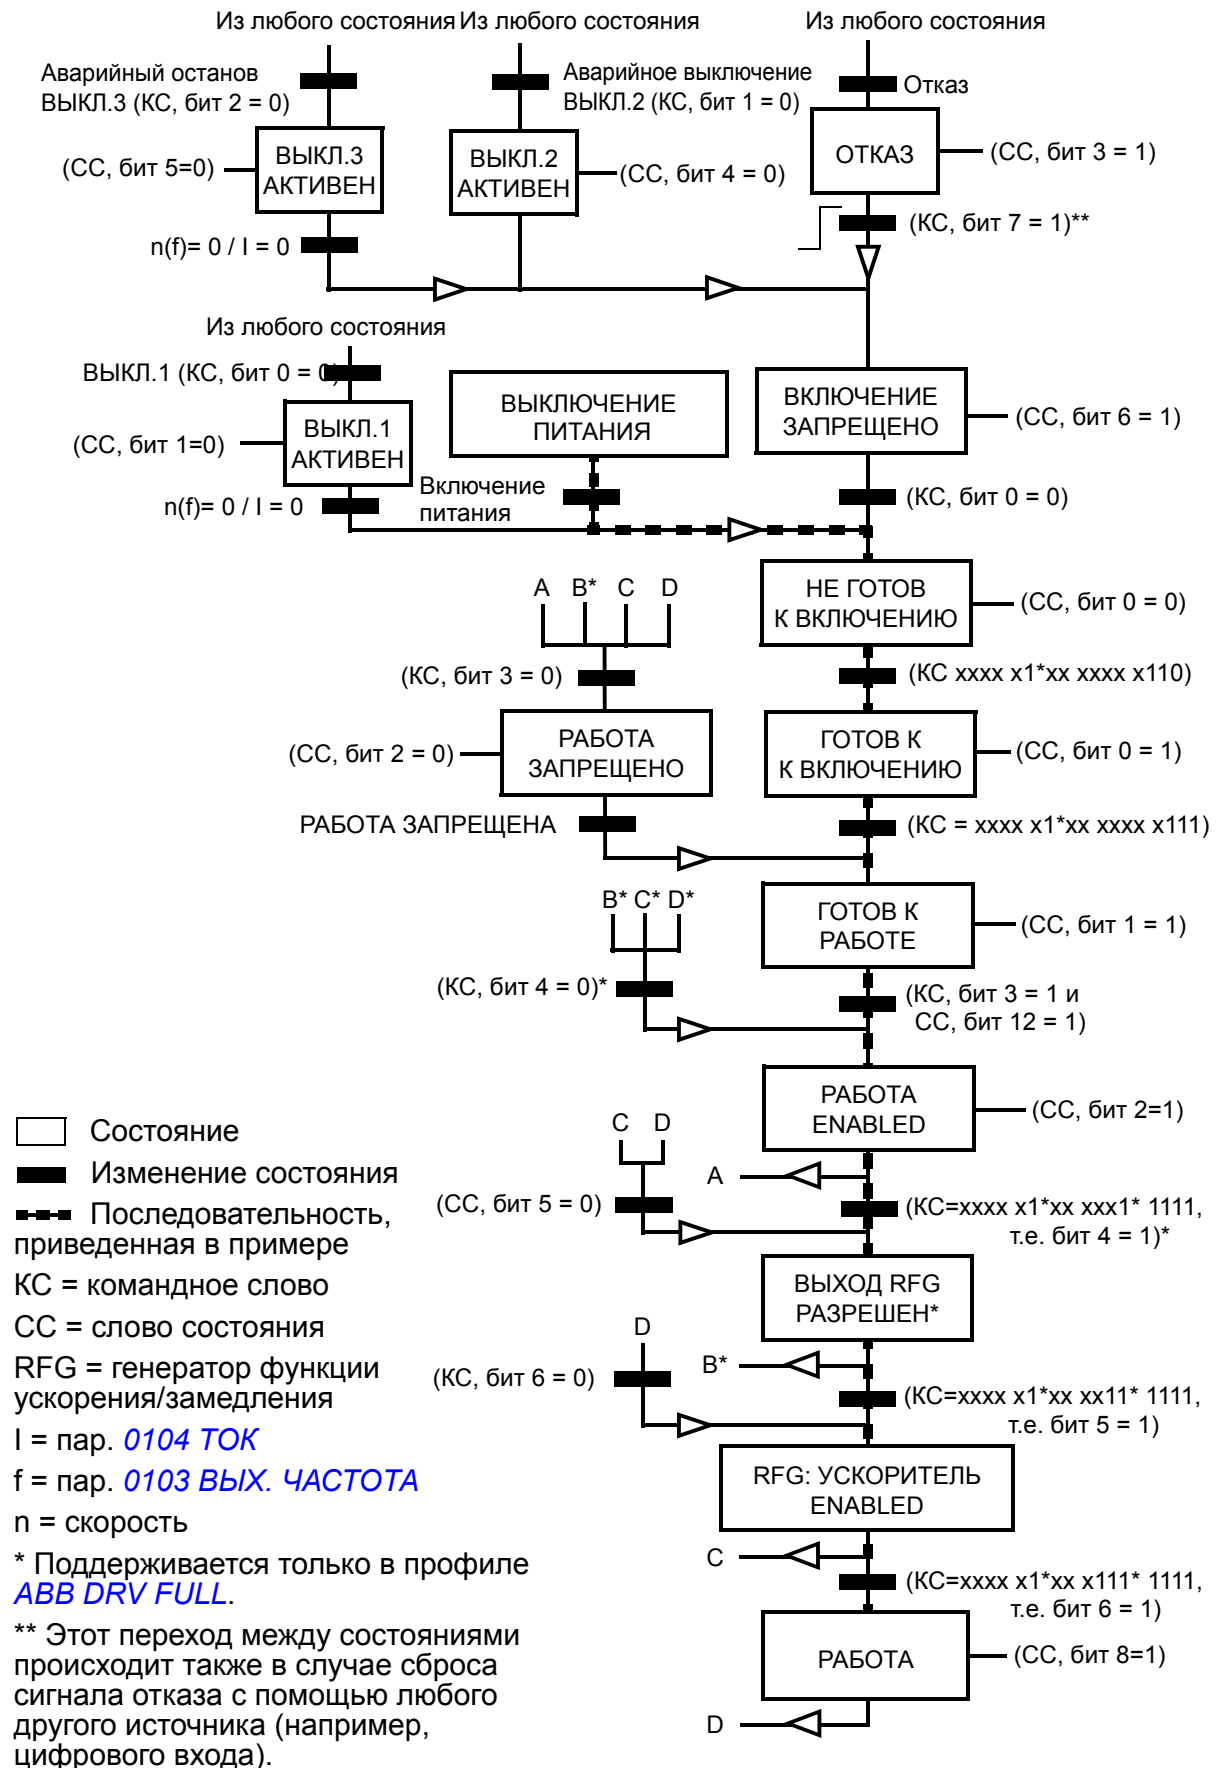 Из любого состояния
Из любого состояния
Из любого состояния
Аварийный останов
ВЫКЛ.3 (КС, бит 2 = 0)
Аварийное выключение
ВЫКЛ.2 (КС, бит 1 = 0)
Отказ
(СС, бит 5=0)
ВЫКЛ.3
АКТИВЕН
ВЫКЛ.2
АКТИВЕН
(СС, бит 4 = 0)
ОТКАЗ
(СС, бит 3 = 1)
n(f)= 0 / I = 0
(КС, бит 7 = 1)**
Из любого состояния
ВЫКЛ.1 (КС, бит 0 = 0)
(СС, бит 1=0)
ВЫКЛ.1
АКТИВЕН
ВЫКЛЮЧЕНИЕ
ПИТАНИЯ
ВКЛЮЧЕНИЕ
ЗАПРЕЩЕНО
(СС, бит 6 = 1)
n(f)= 0 / I = 0
Включение
питания
(КС, бит 0 = 0)
A B* C D
НЕ ГОТОВ
К ВКЛЮЧЕНИЮ
(СС, бит 0 = 0)
(КС, бит 3 = 0)
(КС xxxx x1*xx xxxx x110)
(СС, бит 2 = 0)
РАБОТА
ЗАПРЕЩЕНО
ГОТОВ К
К ВКЛЮЧЕНИЮ
(СС, бит 0 = 1)
РАБОТА ЗАПРЕЩЕНА
(КС = xxxx x1*xx xxxx x111)
B* C* D*
ГОТОВ К
РАБОТЕ
(СС, бит 1 = 1)
(КС, бит 4 = 0)*
(КС, бит 3 = 1 и
СС, бит 12 = 1)
РАБОТА
ENABLED
(СС, бит 2=1)
C D
A
(СС, бит 5 = 0)
(КС=xxxx x1*xx xxx1* 1111,
т.е. бит 4 = 1)*
ВЫХОД RFG
РАЗРЕШЕН*
D
B*
(КС, бит 6 = 0)
(КС=xxxx x1*xx xx11* 1111,
т.е. бит 5 = 1)
RFG: УСКОРИТЕЛЬ
ENABLED
C
(КС=xxxx x1*xx x111* 1111,
т.е. бит 6 = 1)
РАБОТА
(СС, бит 8=1)
D
Состояние
Изменение состояния
Последовательность,
приведенная в примере
КС = командное слово
СС = слово состояния
RFG = генератор функции
ускорения/замедления
I = пар. 0104 ТОК
f = пар. 0103 ВЫХ. ЧАСТОТА
n = скорость
* Поддерживается только в профиле
ABB DRV FULL.
** Этот переход между состояниями
происходит также в случае сброса
сигнала отказа с помощью любого
другого источника (например,
цифрового входа).